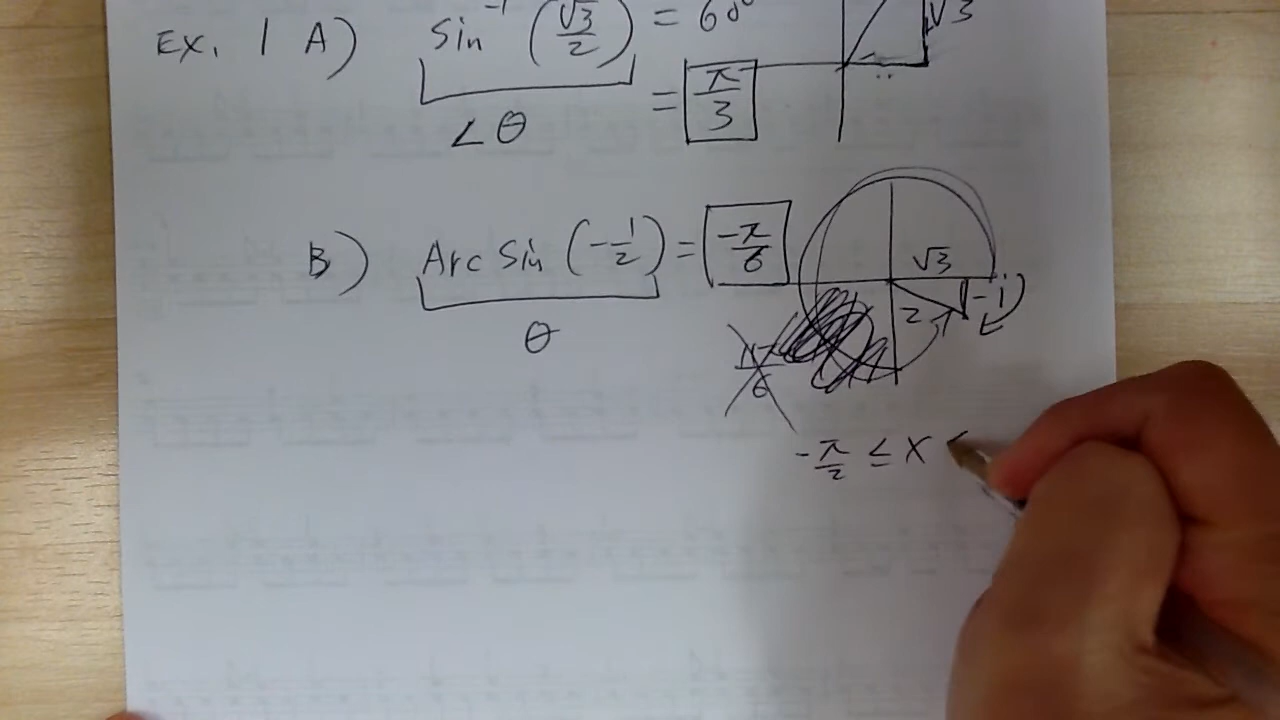 Ex. 1 A) Sin⁻¹ (√3/2) = 60°
√3
∠θ
= π/3
B) Arc Sin (-1/2) = -π/6
θ
√3
-1
2
-π/2 ≤ x ≤